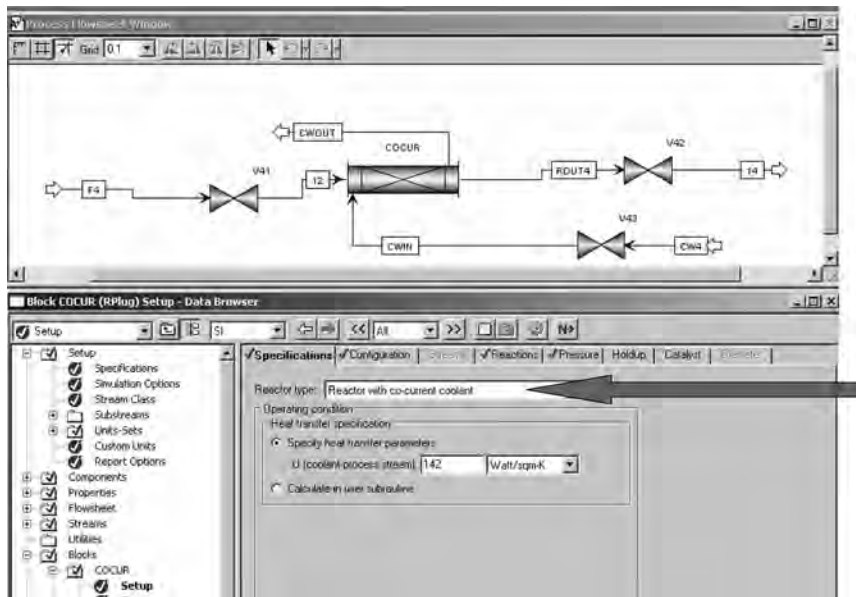 Process Flowsheet Window
Grid 0.1
CWOUT
COCUR
V42
V41
F4
12
ROUT4
14
V43
CWIN
CW4
Block COCUR (RPlug) Setup - Data Browser
Setup
SI
All
N>
Setup
Specifications
Simulation Options
Stream Class
Substreams
Units-Sets
Custom Units
Report Options
Components
Properties
Flowsheet
Streams
Utilities
Blocks
COCUR
Setup
Specifications Configuration Streams Reactions Pressure Holdup Catalyst Diameter
Reactor type: Reactor with co-current coolant
Operating condition
Heat transfer specification
Specify heat transfer parameters
U (coolant-process stream): 142 Watt/sqm-K
Calculate in user subroutine